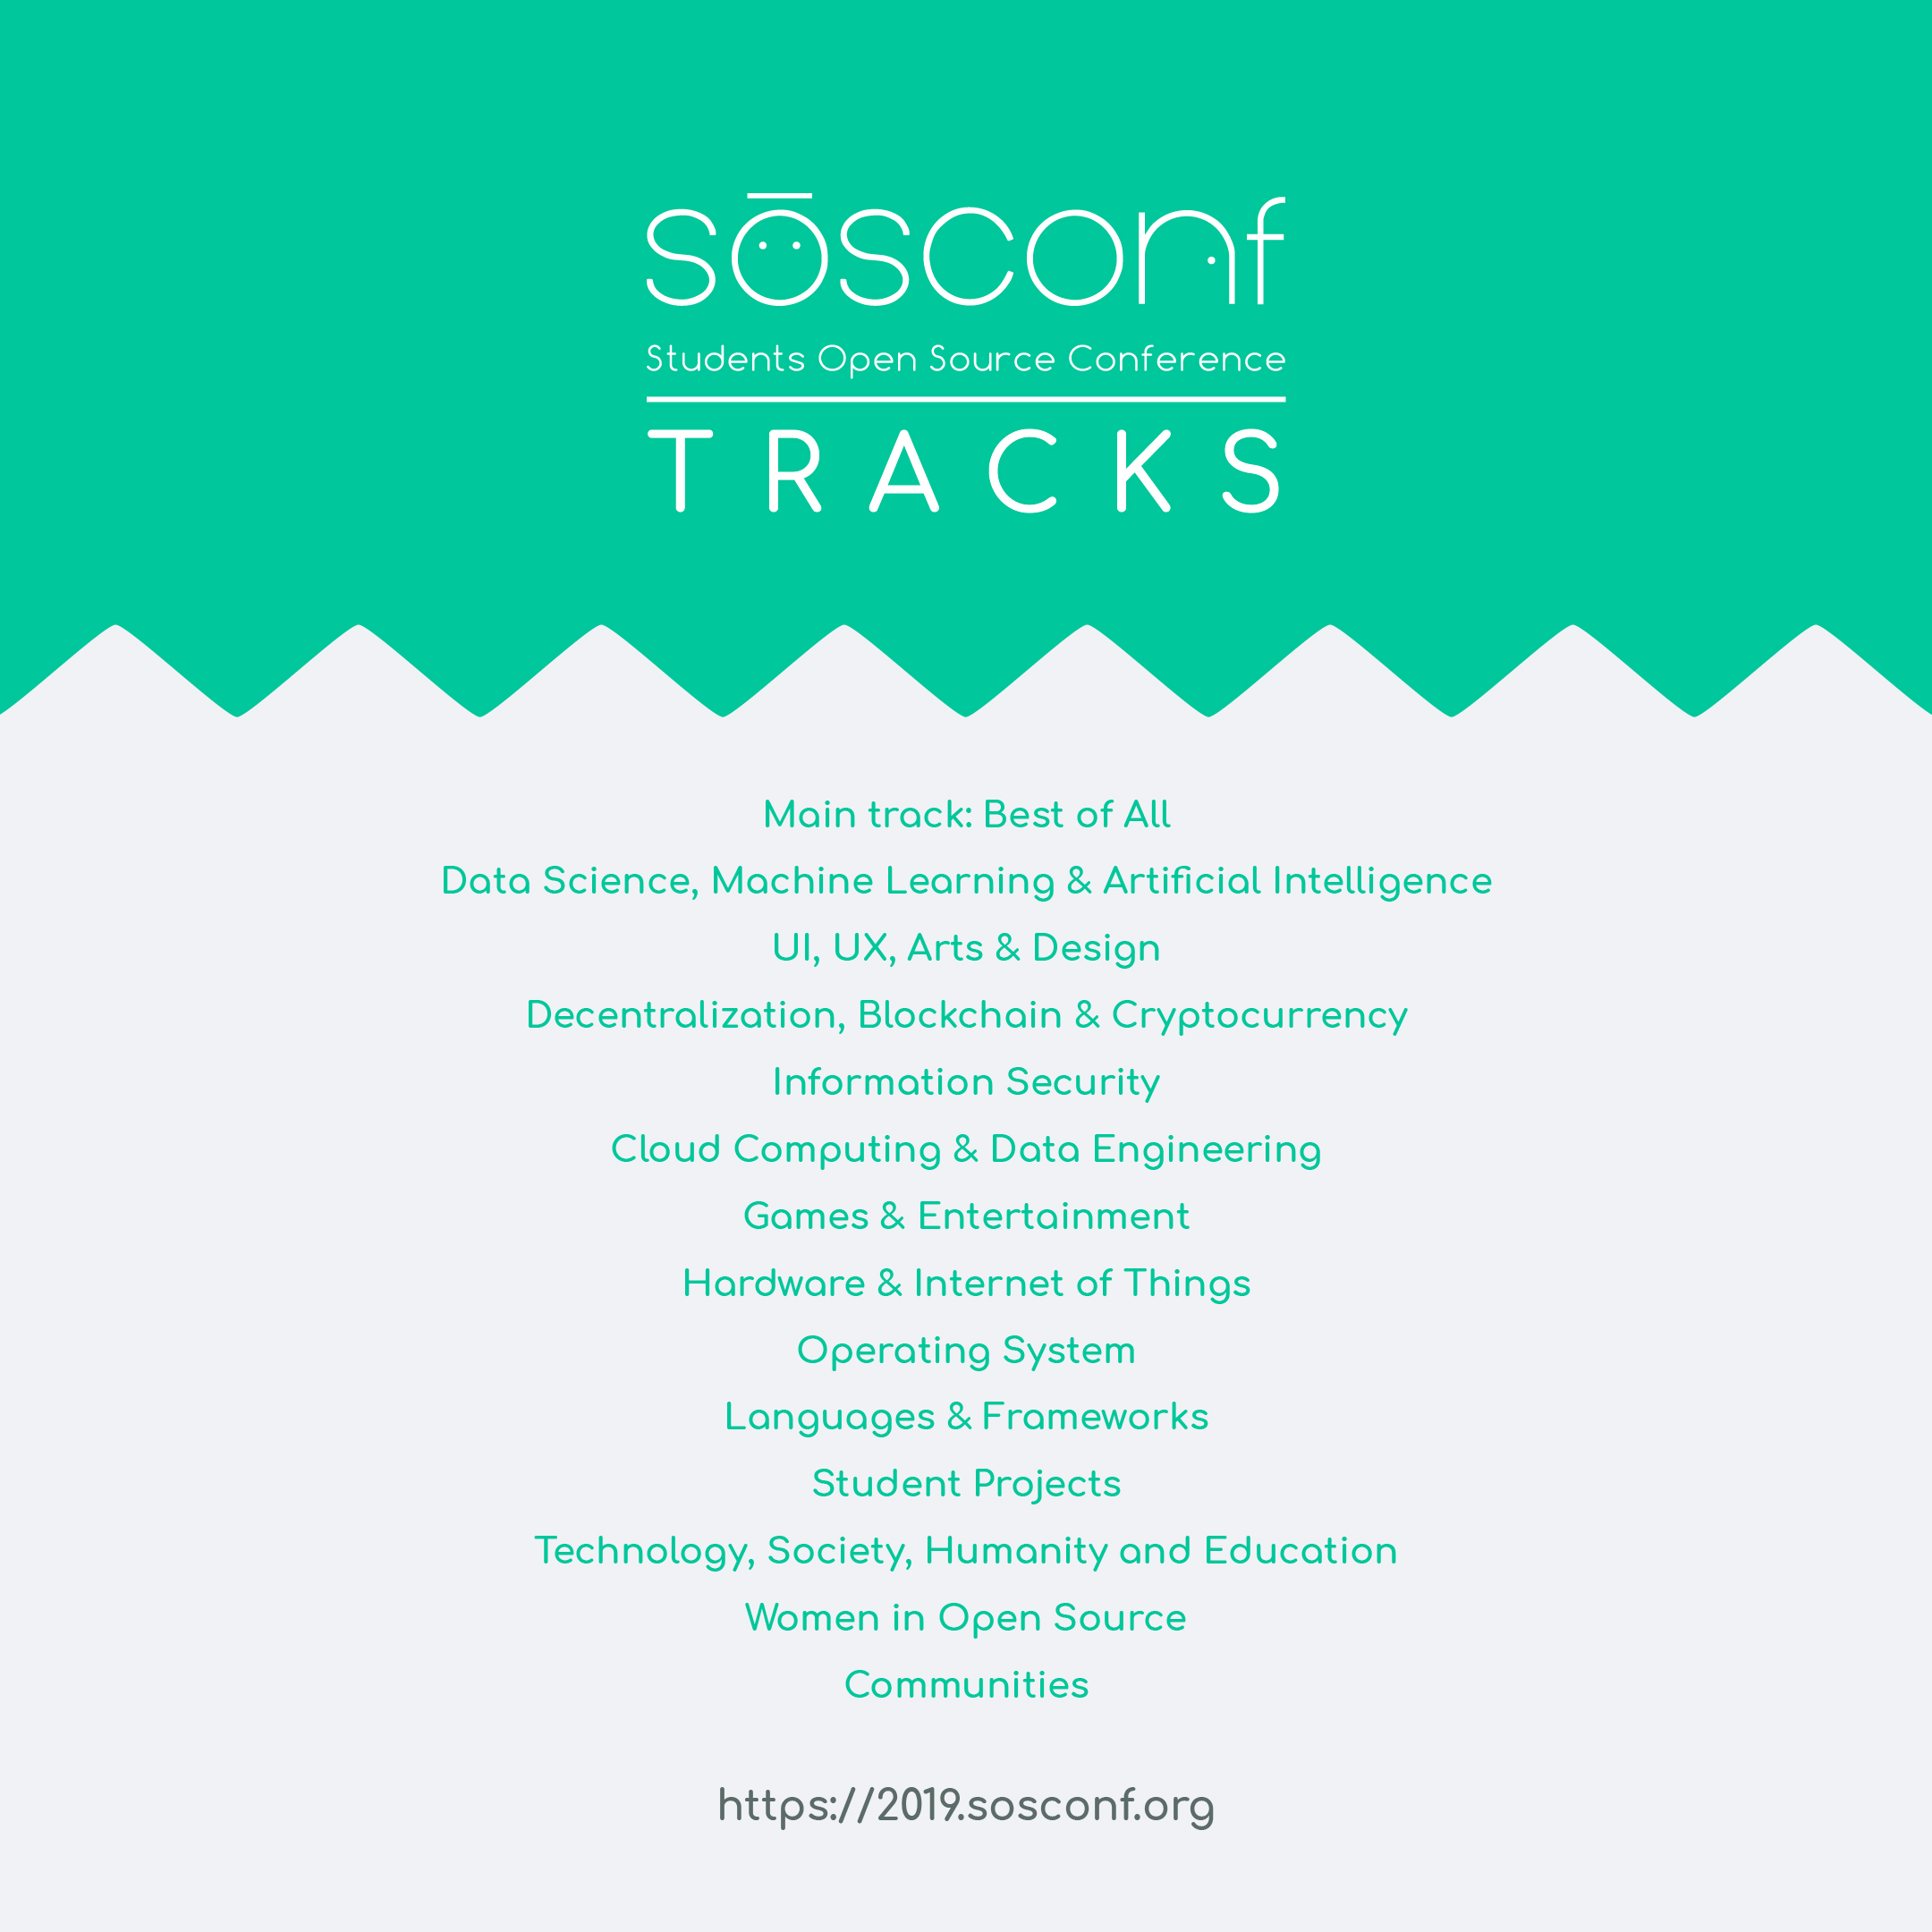 sōsconf
Students Open Source Conference
TRACKS
Main track: Best of All
Data Science, Machine Learning & Artificial Intelligence
UI, UX, Arts & Design
Decentralization, Blockchain & Cryptocurrency
Information Security
Cloud Computing & Data Engineering
Games & Entertainment
Hardware & Internet of Things
Operating System
Languages & Frameworks
Student Projects
Technology, Society, Humanity and Education
Women in Open Source
Communities
https://2019.sosconf.org